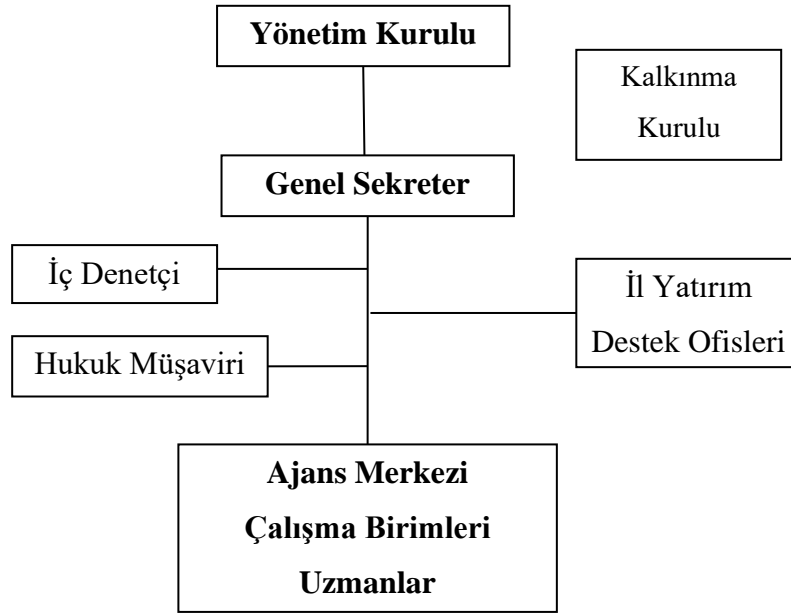 Yönetim Kurulu
Kalkınma
Kurulu
Genel Sekreter
İç Denetçi
İl Yatırım
Destek Ofisleri
Hukuk Müşaviri
Ajans Merkezi
Çalışma Birimleri
Uzmanlar